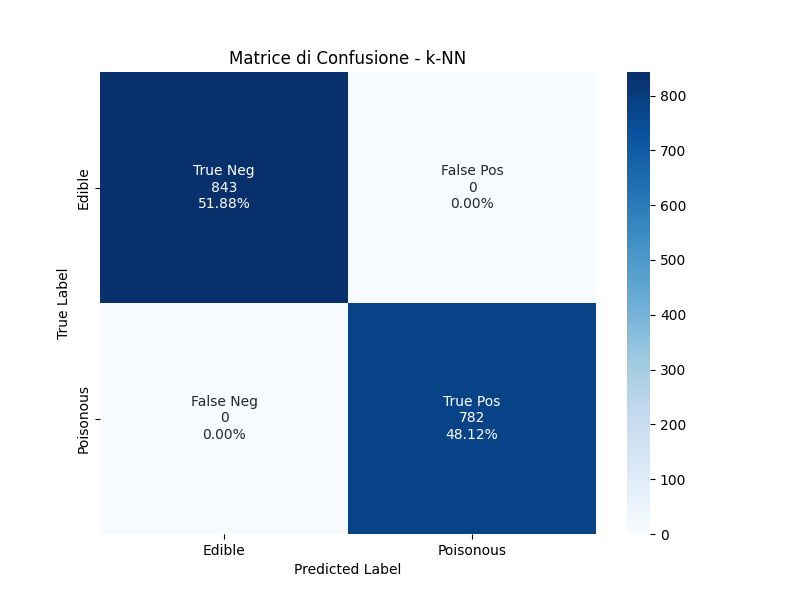 Matrice di Confusione - k-NN
True Neg
843
51.88%
False Pos
0
0.00%
False Neg
0
0.00%
True Pos
782
48.12%
Edible
Poisonous
True Label
Edible
Poisonous
Predicted Label
800
700
600
500
400
300
200
100
0